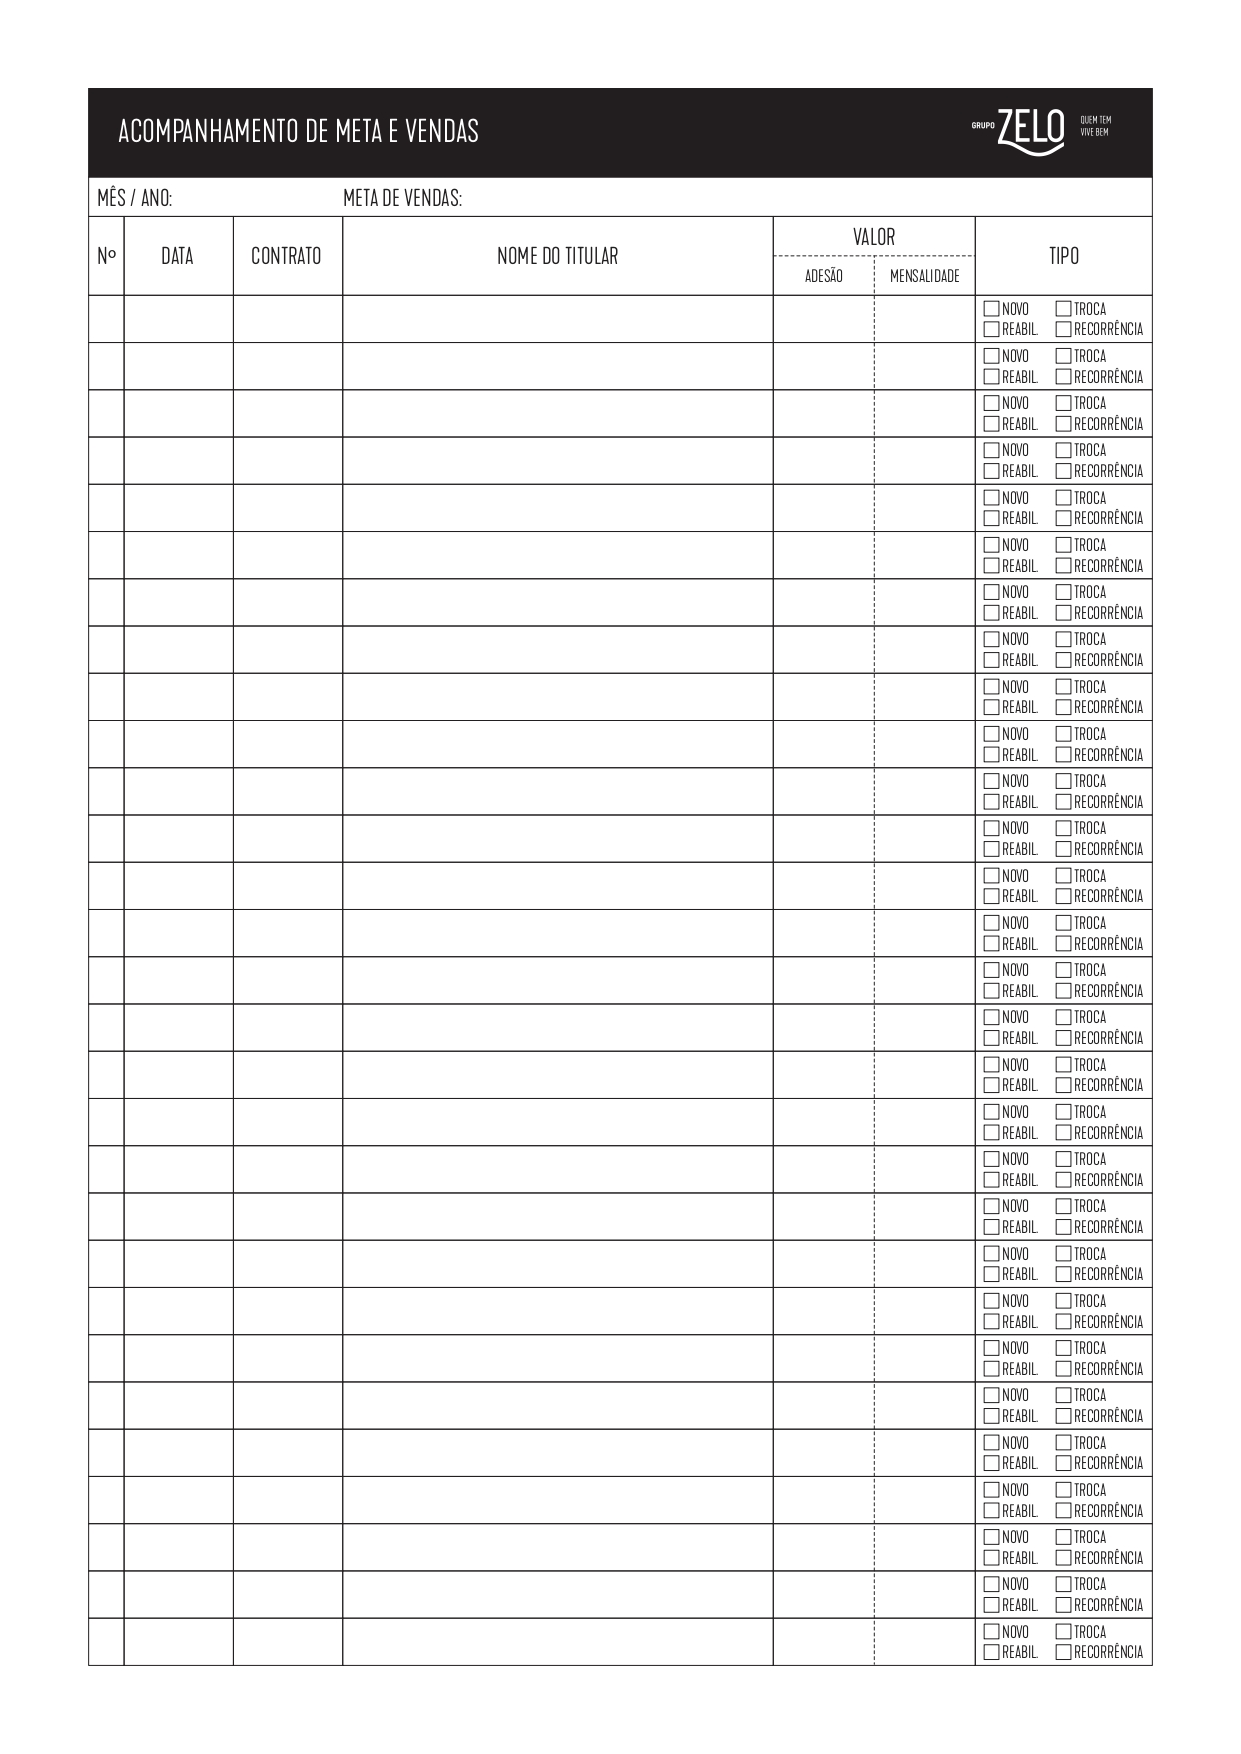 ACOMPANHAMENTO DE META E VENDAS
GRUPO ZELO QUEM TEM
VIVE BEM
MÊS / ANO: META DE VENDAS:
Nº DATA CONTRATO NOME DO TITULAR VALOR TIPO
ADESÃO MENSALIDADE
NOVO TROCA
REABIL. RECORRÊNCIA
NOVO TROCA
REABIL. RECORRÊNCIA
NOVO TROCA
REABIL. RECORRÊNCIA
NOVO TROCA
REABIL. RECORRÊNCIA
NOVO TROCA
REABIL. RECORRÊNCIA
NOVO TROCA
REABIL. RECORRÊNCIA
NOVO TROCA
REABIL. RECORRÊNCIA
NOVO TROCA
REABIL. RECORRÊNCIA
NOVO TROCA
REABIL. RECORRÊNCIA
NOVO TROCA
REABIL. RECORRÊNCIA
NOVO TROCA
REABIL. RECORRÊNCIA
NOVO TROCA
REABIL. RECORRÊNCIA
NOVO TROCA
REABIL. RECORRÊNCIA
NOVO TROCA
REABIL. RECORRÊNCIA
NOVO TROCA
REABIL. RECORRÊNCIA
NOVO TROCA
REABIL. RECORRÊNCIA
NOVO TROCA
REABIL. RECORRÊNCIA
NOVO TROCA
REABIL. RECORRÊNCIA
NOVO TROCA
REABIL. RECORRÊNCIA
NOVO TROCA
REABIL. RECORRÊNCIA
NOVO TROCA
REABIL. RECORRÊNCIA
NOVO TROCA
REABIL. RECORRÊNCIA
NOVO TROCA
REABIL. RECORRÊNCIA
NOVO TROCA
REABIL. RECORRÊNCIA
NOVO TROCA
REABIL. RECORRÊNCIA
NOVO TROCA
REABIL. RECORRÊNCIA
NOVO TROCA
REABIL. RECORRÊNCIA
NOVO TROCA
REABIL. RECORRÊNCIA
NOVO TROCA
REABIL. RECORRÊNCIA